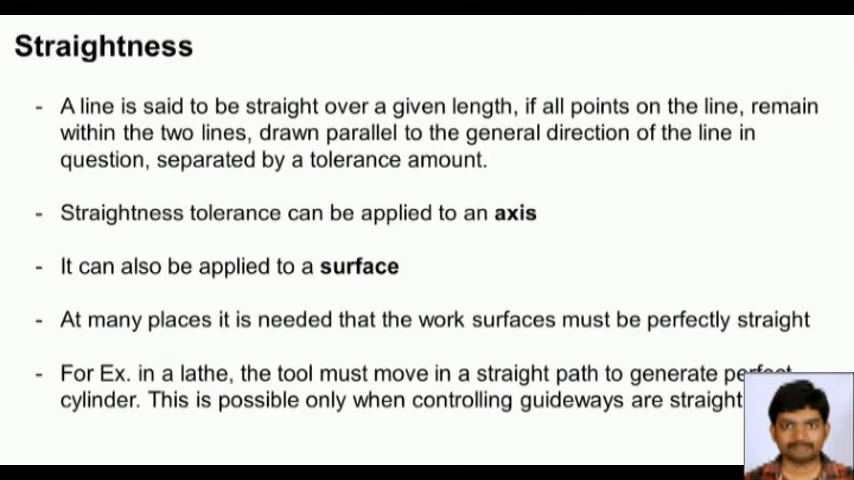 Straightness
- A line is said to be straight over a given length, if all points on the line, remain
within the two lines, drawn parallel to the general direction of the line in
question, separated by a tolerance amount.
- Straightness tolerance can be applied to an axis
- It can also be applied to a surface
- At many places it is needed that the work surfaces must be perfectly straight
- For Ex. in a lathe, the tool must move in a straight path to generate perfect
cylinder. This is possible only when controlling guideways are straight